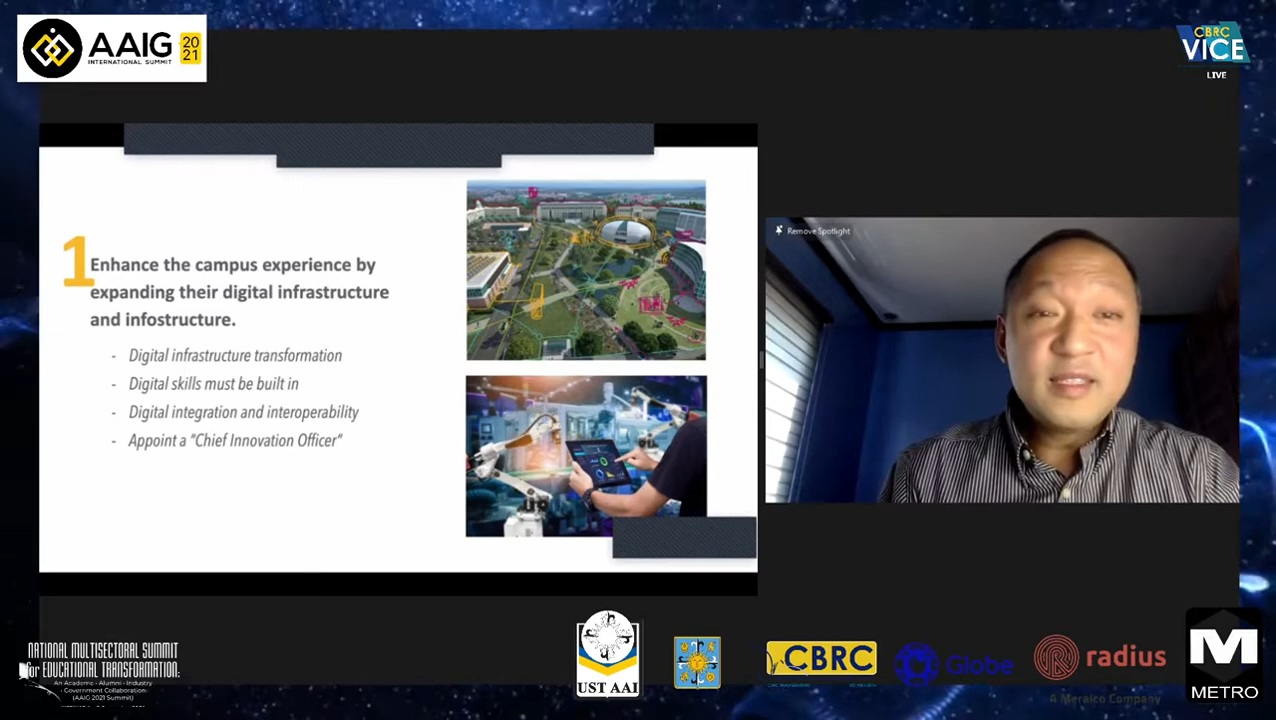 AAIG
INTERNATIONAL SUMMIT
20
21
CBRC
VICE
LIVE
1
Enhance the campus experience by
expanding their digital infrastructure
and infostructure.
- Digital infrastructure transformation
- Digital skills must be built in
- Digital integration and interoperability
- Appoint a "Chief Innovation Officer"
Remove Spotlight
NATIONAL MULTISECTORAL SUMMIT
for EDUCATIONAL TRANSFORMATION:
An Academe - Alumni - Industry
- Government Collaboration
(AAIG 2021 Summit)
UST AAI
CBRC
Globe
radius
A Meralco Company
M
METRO